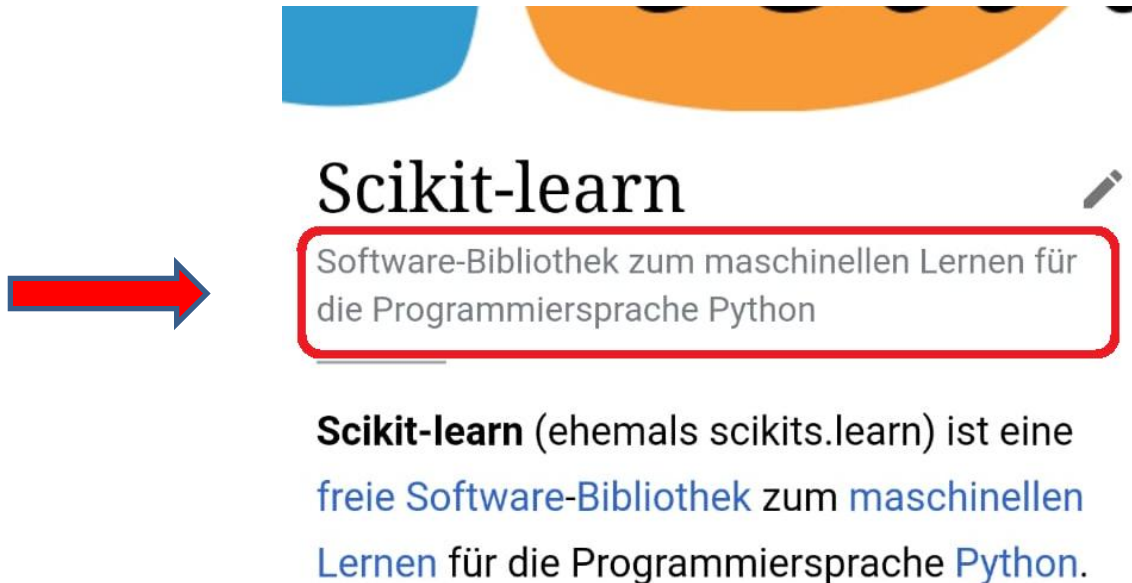 Scikit-learn
Software-Bibliothek zum maschinellen Lernen für
die Programmiersprache Python
Scikit-learn (ehemals scikits.learn) ist eine
freie Software-Bibliothek zum maschinellen
Lernen für die Programmiersprache Python.